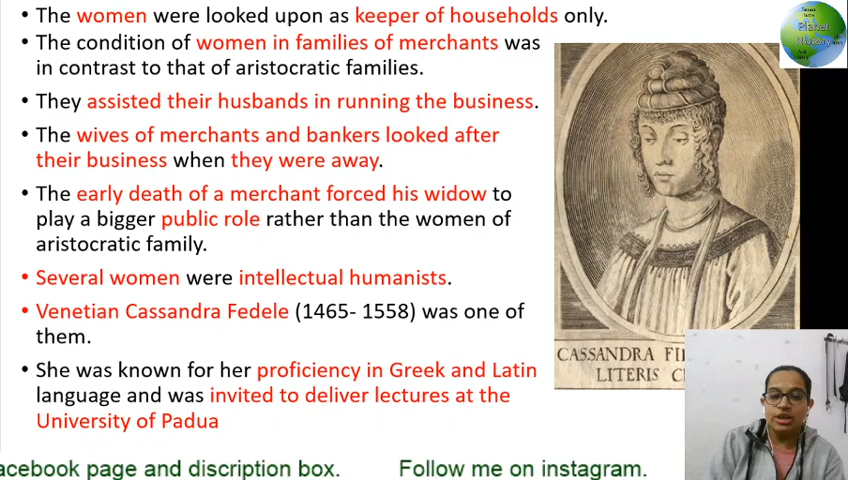 • The women were looked upon as keeper of households only.
• The condition of women in families of merchants was
in contrast to that of aristocratic families.
• They assisted their husbands in running the business.
• The wives of merchants and bankers looked after
their business when they were away.
• The early death of a merchant forced his widow to
play a bigger public role rather than the women of
aristocratic family.
• Several women were intellectual humanists.
• Venetian Cassandra Fedele (1465- 1558) was one of
them.
• She was known for her proficiency in Greek and Latin
language and was invited to deliver lectures at the
University of Padua
Planet
History
CASSANDRA FI
LITERIS C
acebook page and discription box. Follow me on instagram.